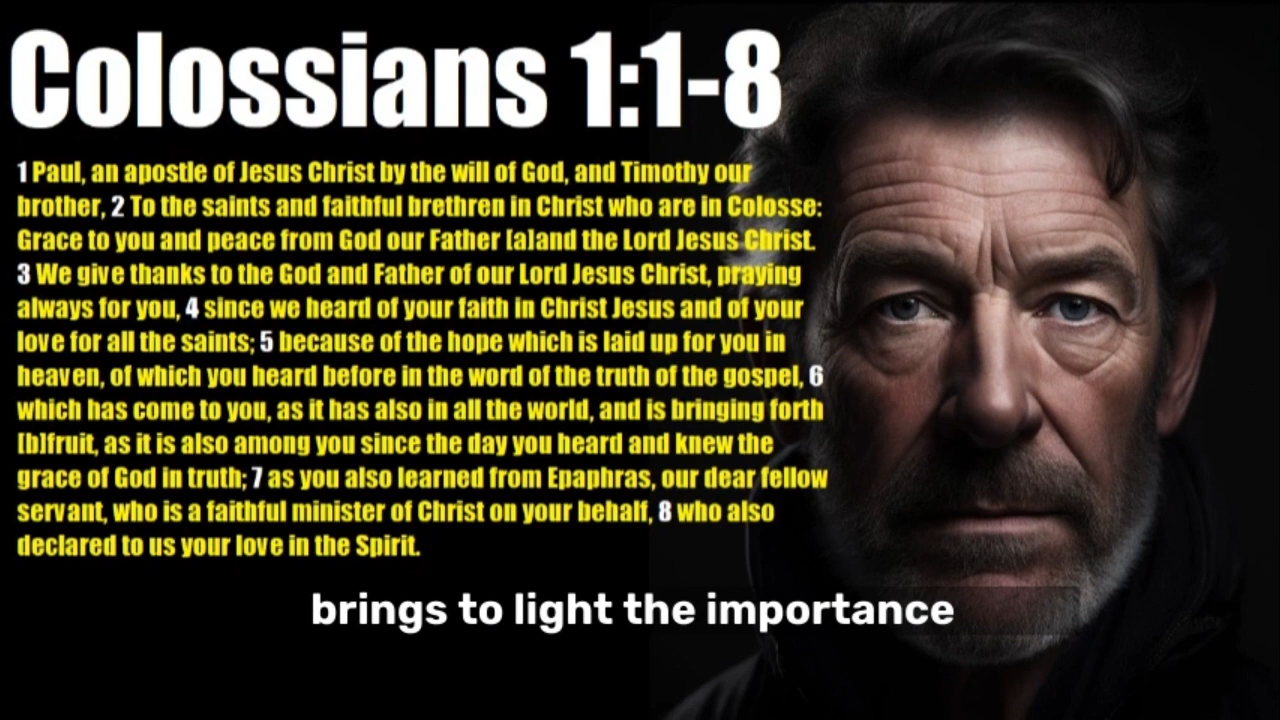 Colossians 1:1-8
1 Paul, an apostle of Jesus Christ by the will of God, and Timothy our
brother, 2 To the saints and faithful brethren in Christ who are in Colosse:
Grace to you and peace from God our Father [a]and the Lord Jesus Christ.
3 We give thanks to the God and Father of our Lord Jesus Christ, praying
always for you, 4 since we heard of your faith in Christ Jesus and of your
love for all the saints; 5 because of the hope which is laid up for you in
heaven, of which you heard before in the word of the truth of the gospel, 6
which has come to you, as it has also in all the world, and is bringing forth
[b]fruit, as it is also among you since the day you heard and knew the
grace of God in truth; 7 as you also learned from Epaphras, our dear fellow
servant, who is a faithful minister of Christ on your behalf, 8 who also
declared to us your love in the Spirit.
brings to light the importance